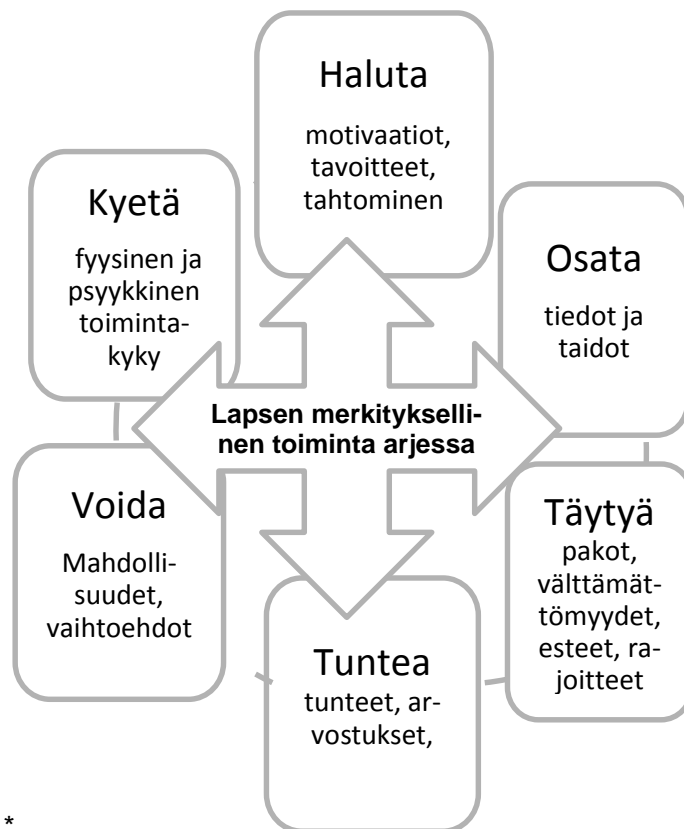 Haluta
motivaatiot,
tavoitteet,
tahtominen
Kyetä
fyysinen ja
psyykkinen
toiminta-
kyky
Osata
tiedot ja
taidot
Lapsen merkitykselli-
nen toiminta arjessa
Voida
Mahdolli-
suudet,
vaihtoehdot
Täytyä
pakot,
välttämät-
tömyydet,
esteet, ra-
joitteet
Tuntea
tunteet, ar-
vostukset,
*